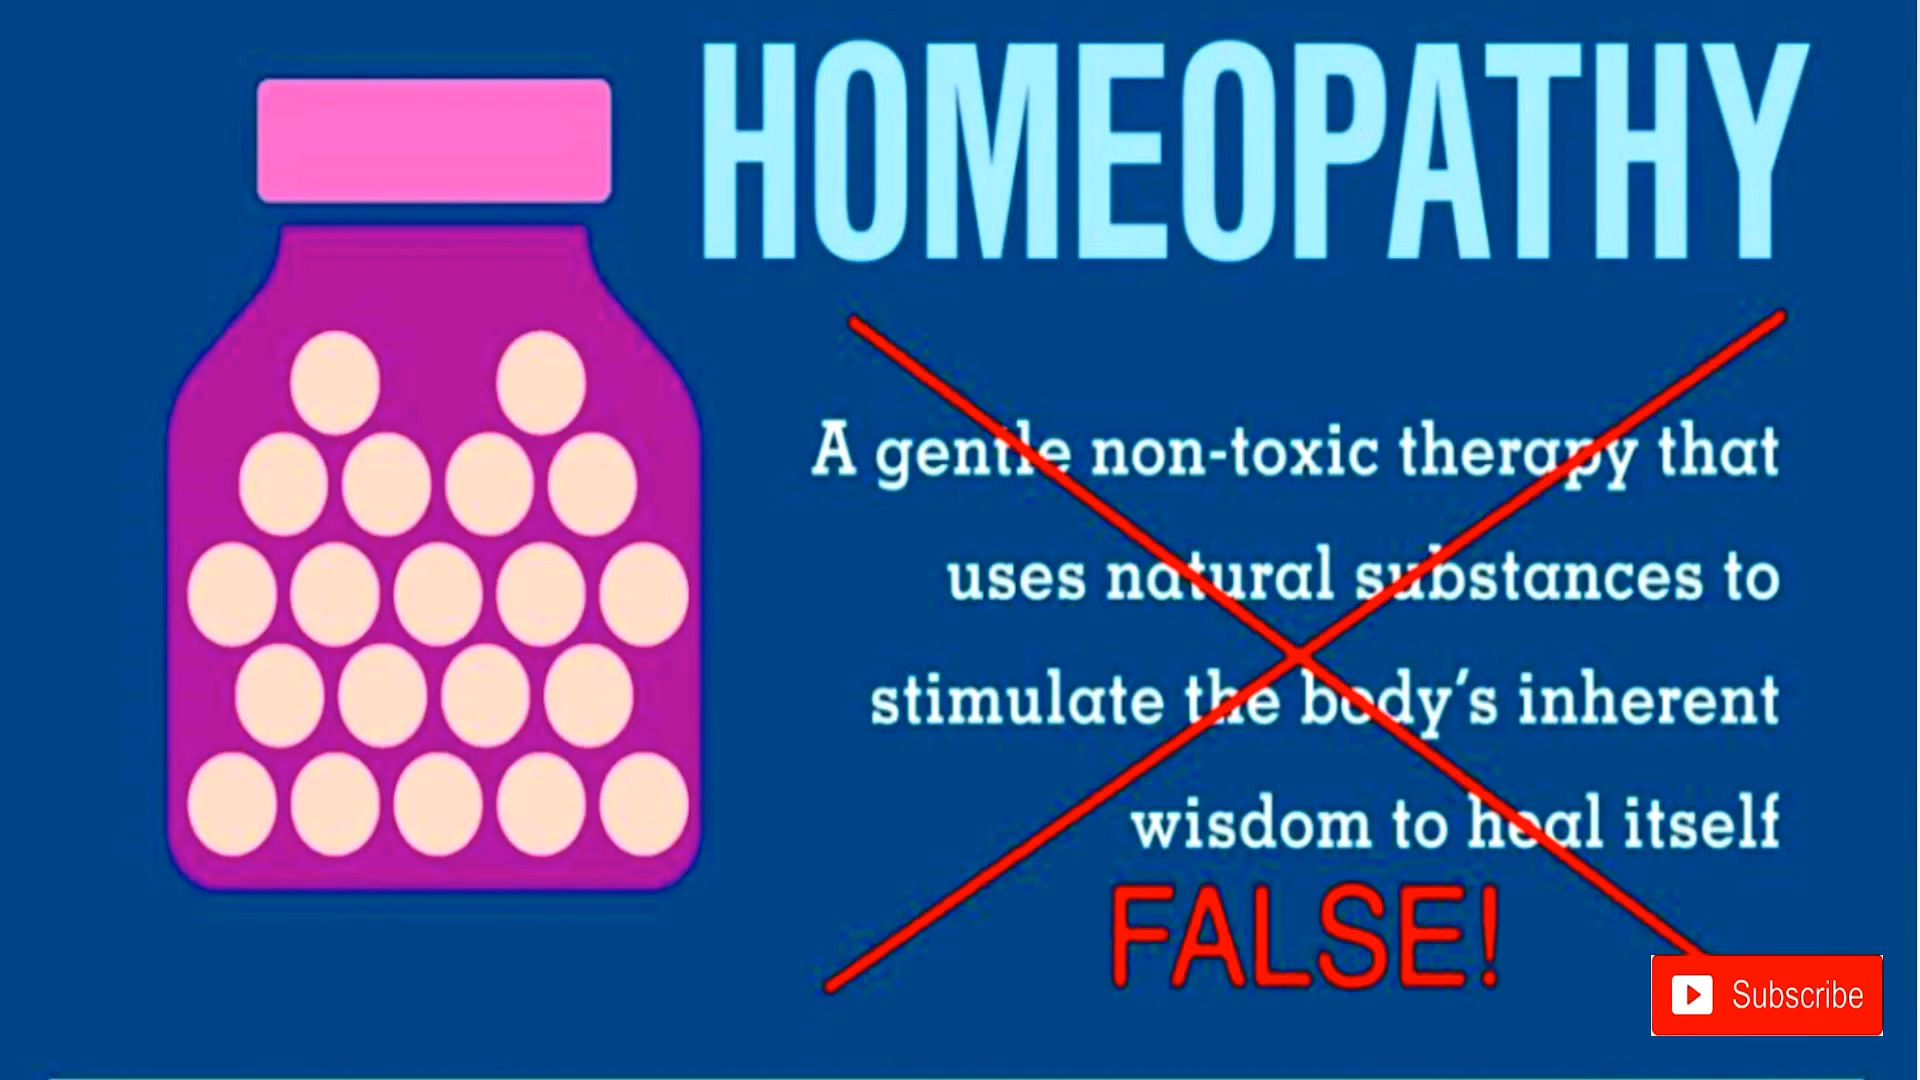 HOMEOPATHY
A gentle non-toxic therapy that
uses natural substances to
stimulate the body's inherent
wisdom to heal itself
FALSE!
Subscribe